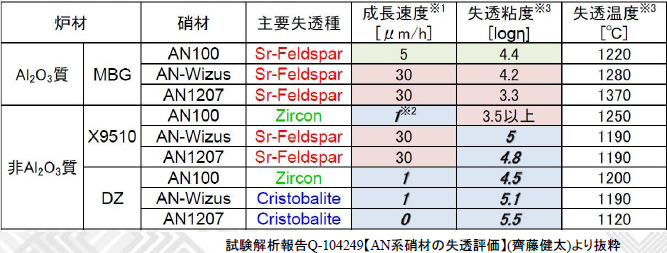 炉材 硝材 主要失透種 成長速度※1 [μm/h] 失透粘度※3 [logη] 失透温度※3 [℃]
Al2O3質 MBG AN100 Sr-Feldspar 5 4.4 1220
AN-Wizus Sr-Feldspar 30 4.2 1280
AN1207 Sr-Feldspar 30 3.3 1370
非Al2O3質 X9510 AN100 Zircon 1※2 3.5以上 1250
AN-Wizus Sr-Feldspar 30 5 1190
AN1207 Sr-Feldspar 30 4.8 1190
DZ AN100 Zircon 1 4.5 1200
AN-Wizus Cristobalite 1 5.1 1190
AN1207 Cristobalite 0 5.5 1120
試験解析報告Q-104249【AN系硝材の失透評価】(齊藤健太)より抜粋